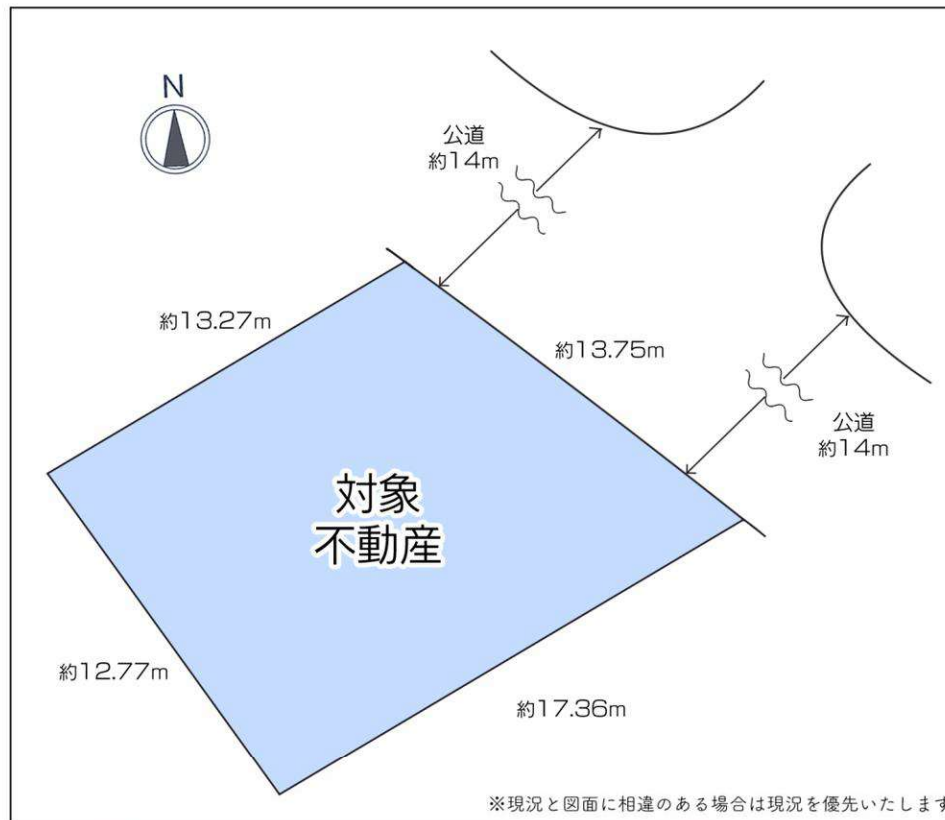 N
公道
約14m
約13.27m
約13.75m
公道
約14m
対象
不動産
約12.77m
約17.36m
※現況と図面に相違のある場合は現況を優先いたします